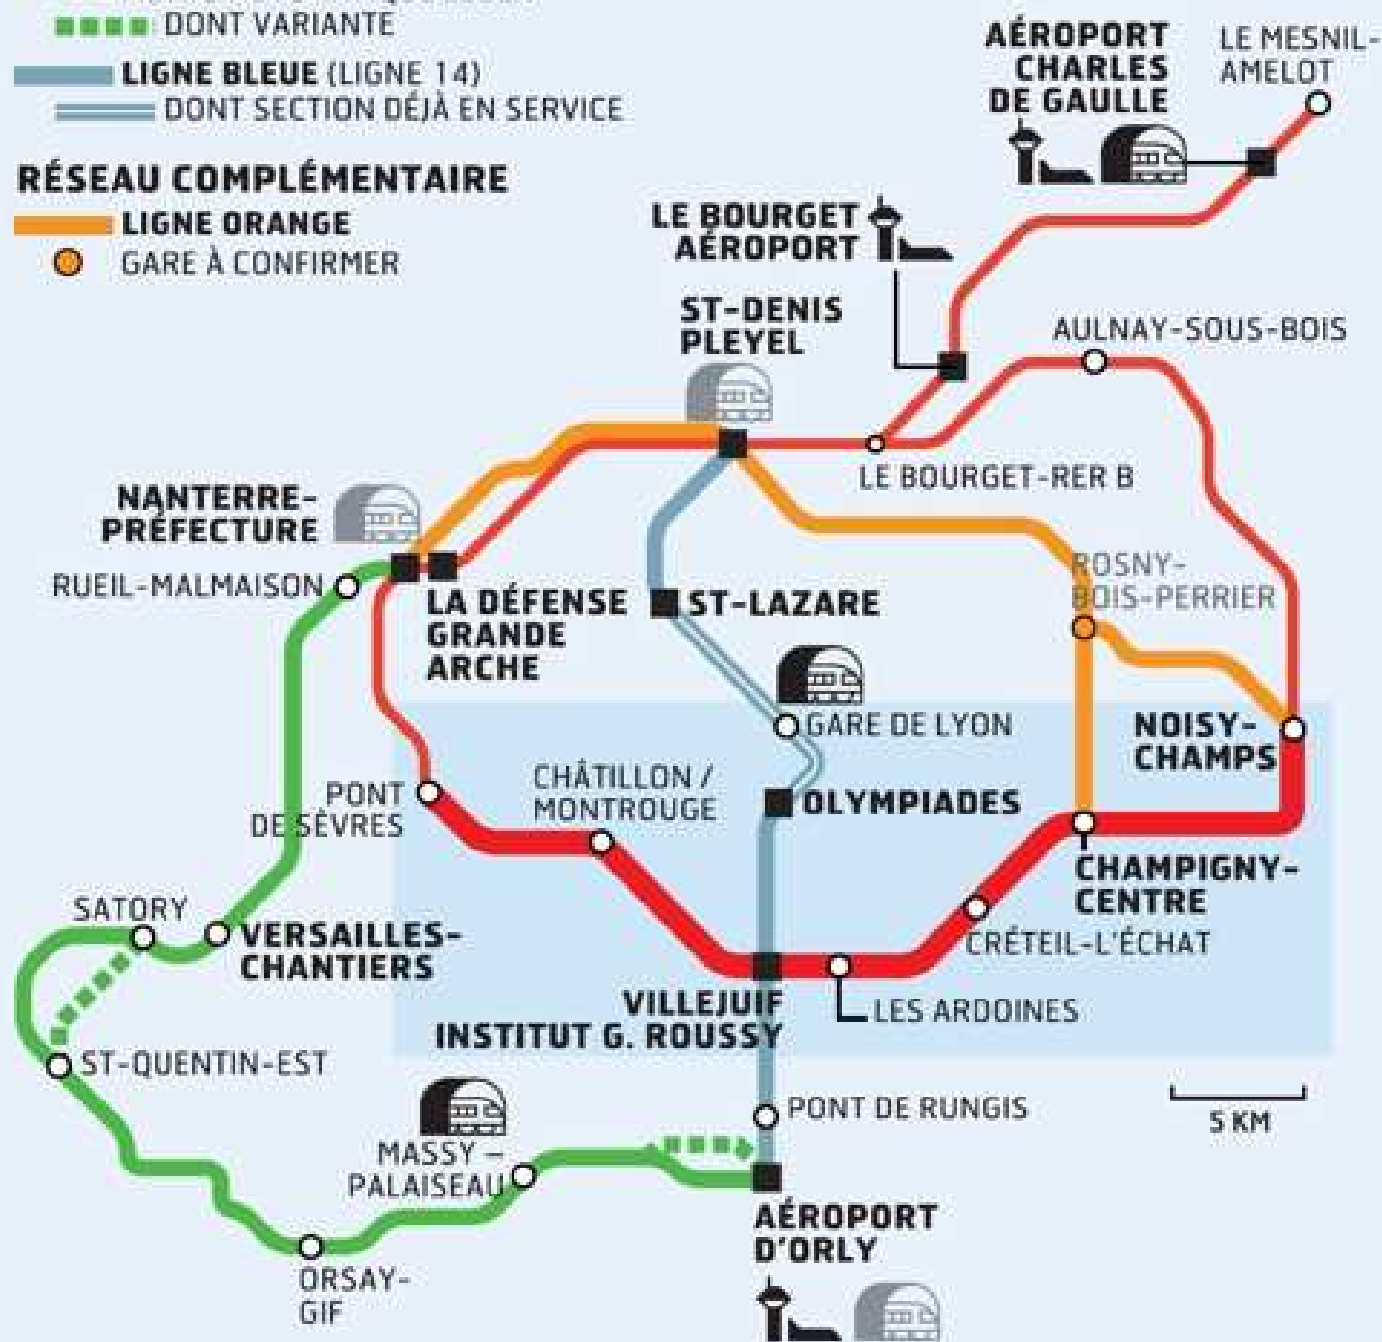 DONT VARIANTE
LIGNE BLEUE (LIGNE 14)
DONT SECTION DÉJÀ EN SERVICE
RÉSEAU COMPLÉMENTAIRE
LIGNE ORANGE
GARE À CONFIRMER
AÉROPORT
CHARLES
DE GAULLE
LE MESNIL-
AMELOT
LE BOURGET
AÉROPORT
ST-DENIS
PLEYEL
AULNAY-SOUS-BOIS
LE BOURGET-RER B
NANTERRE-
PRÉFECTURE
RUEIL-MALMAISON
LA DÉFENSE
GRANDE
ARCHE
ST-LAZARE
ROSNY-
BOIS-PERRIER
GARE DE LYON
NOISY-
CHAMPS
PONT
DE SÈVRES
CHÂTILLON /
MONTROUGE
OLYMPIADES
CHAMPIGNY-
CENTRE
SATORY
VERSAILLES-
CHANTIERS
CRÉTEIL-L'ÉCHAT
VILLEJUIF
INSTITUT G. ROUSSY
LES ARDOINES
ST-QUENTIN-EST
PONT DE RUNGIS
5 KM
MASSY –
PALAISEAU
AÉROPORT
D'ORLY
ORSAY-
GIF